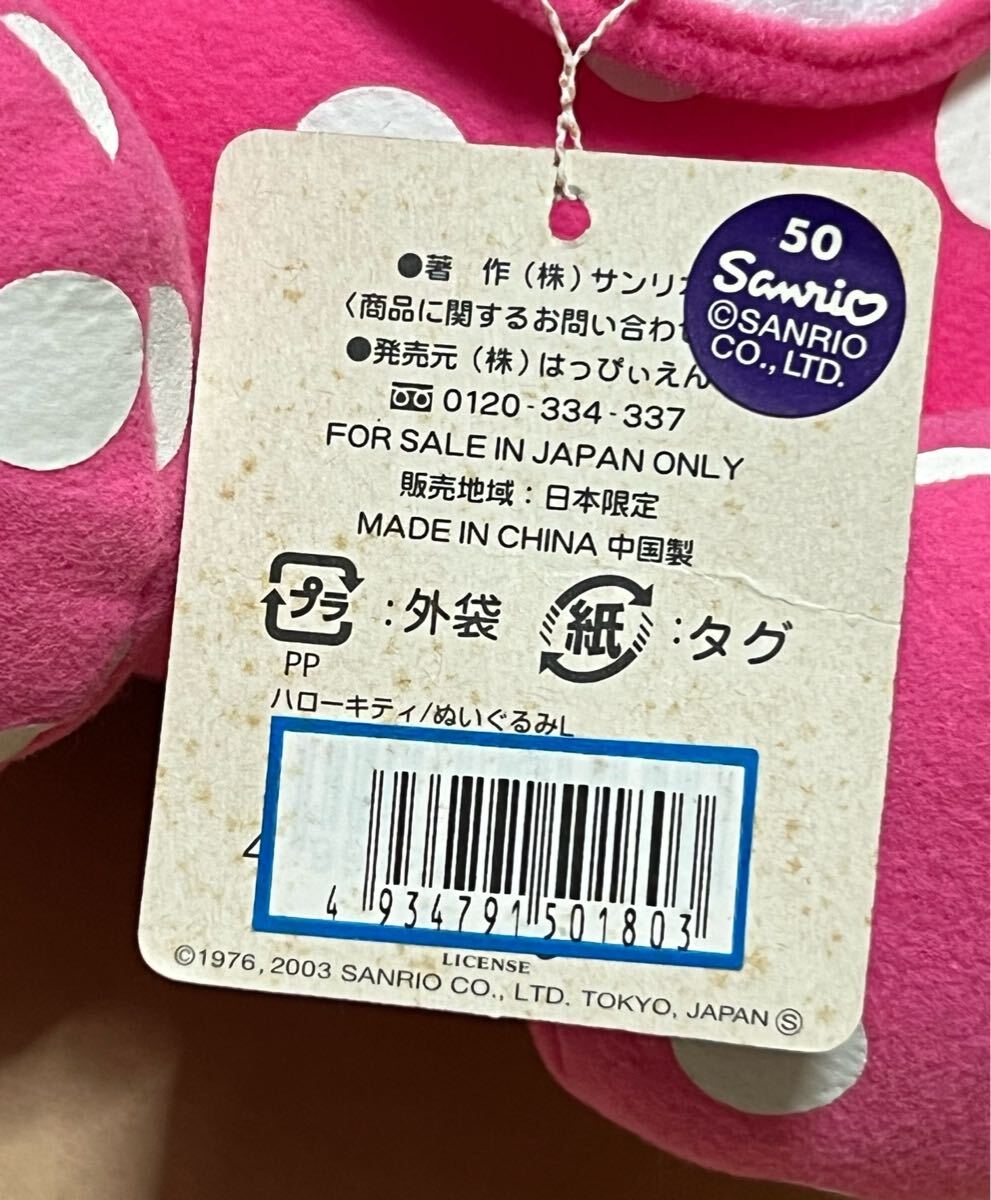 50
Sanrio
©SANRIO
CO., LTD.
●著 作(株)サンリ
〈商品に関するお問い合わ
●発売元(株)はっぴぃえん
0120-334-337
FOR SALE IN JAPAN ONLY
販売地域:日本限定
MADE IN CHINA 中国製
プラ :外袋 紙 :タグ
PP
ハローキティ/ぬいぐるみL
4 934791 501803
LICENSE
©1976, 2003 SANRIO CO., LTD. TOKYO, JAPAN Ⓢ